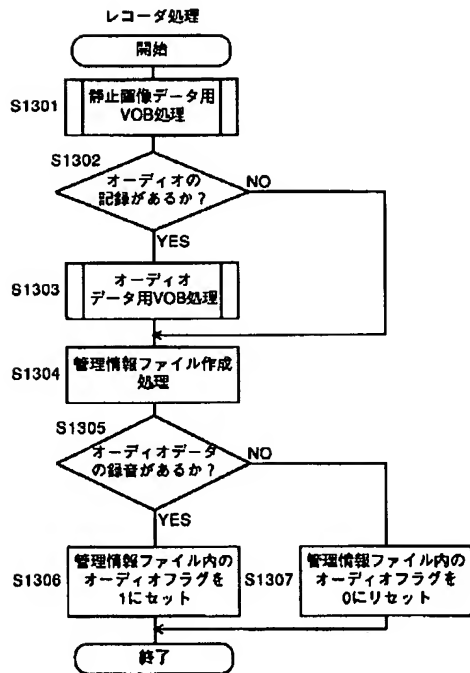 レコーダ処理
開始
S1301
静止画像データ用
VOB処理
S1302
オーディオの
記録があるか？
NO
YES
S1303
オーディオ
データ用VOB処理
S1304
管理情報ファイル作成
処理
S1305
オーディオデータ
の録音があるか？
NO
YES
S1306
管理情報ファイル内の
オーディオフラグを
1にセット
S1307
管理情報ファイル内の
オーディオフラグを
0にリセット
終了